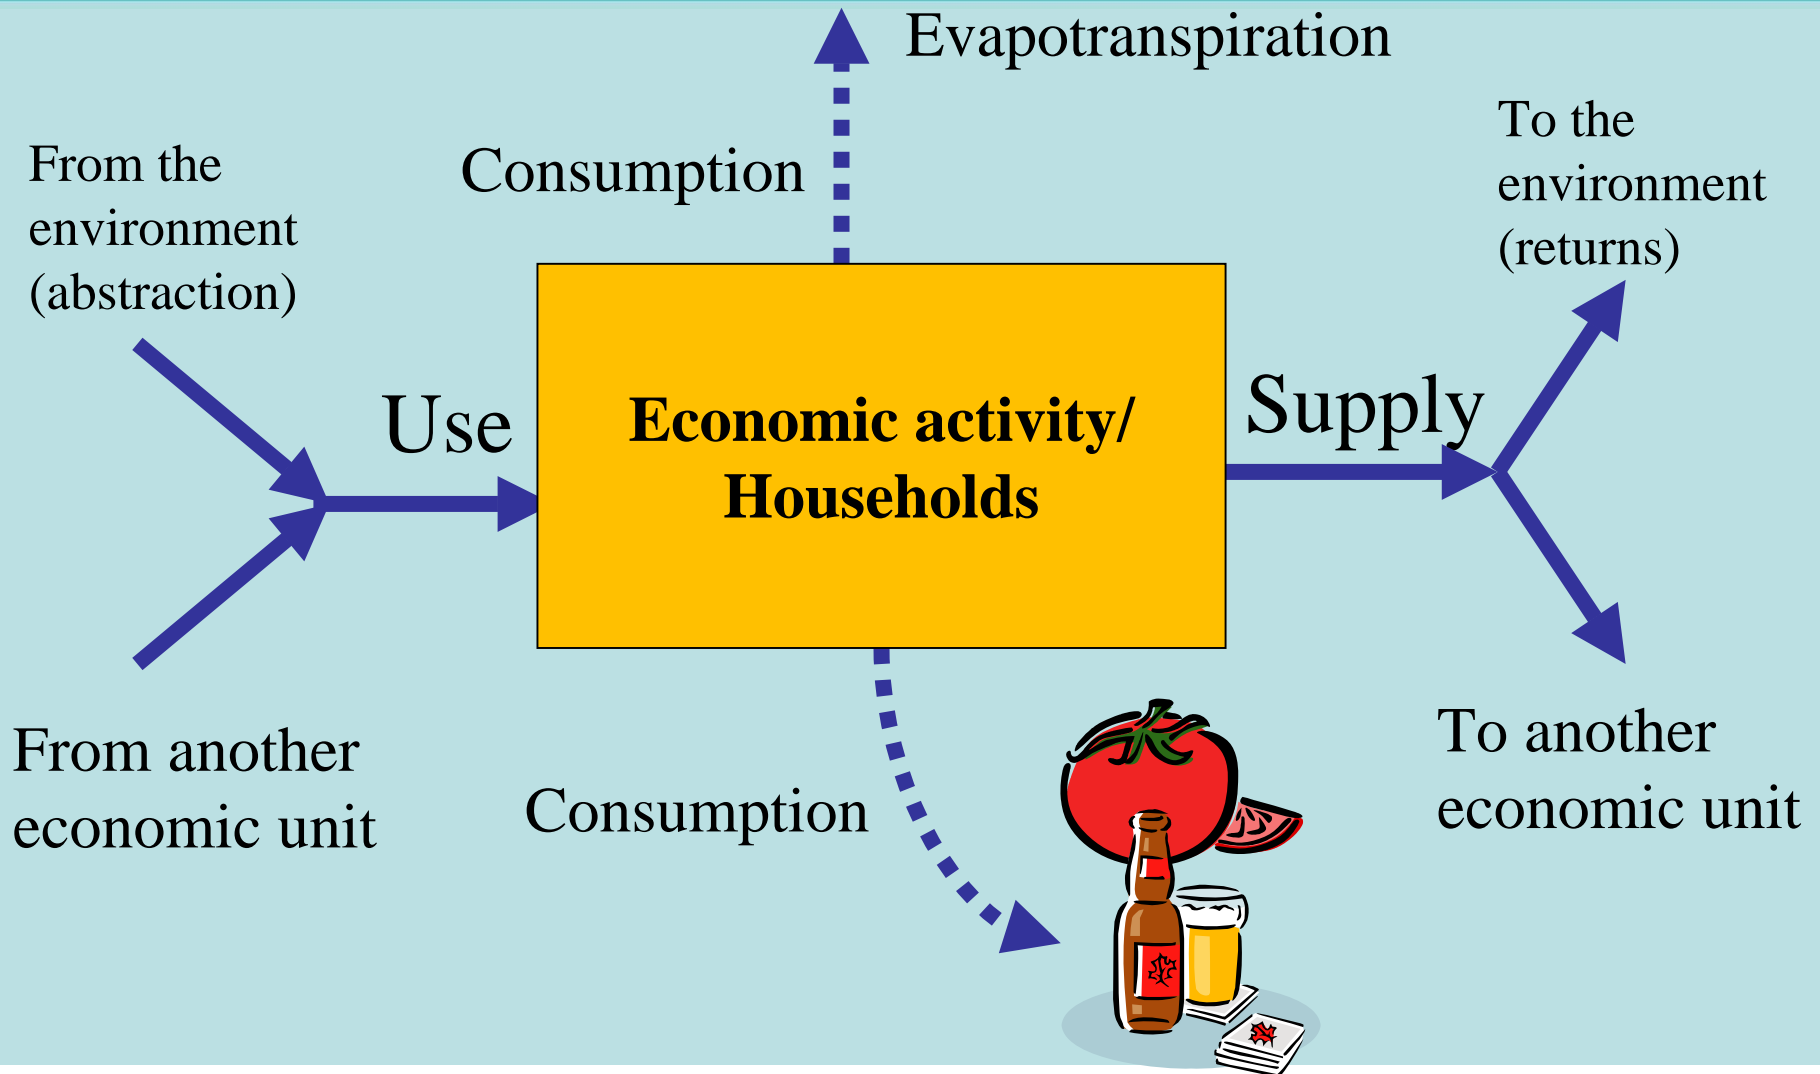 Evapotranspiration
To the
environment
(returns)
From the
environment
(abstraction)
Consumption
Use
Economic activity/
Households
Supply
From another
economic unit
Consumption
To another
economic unit